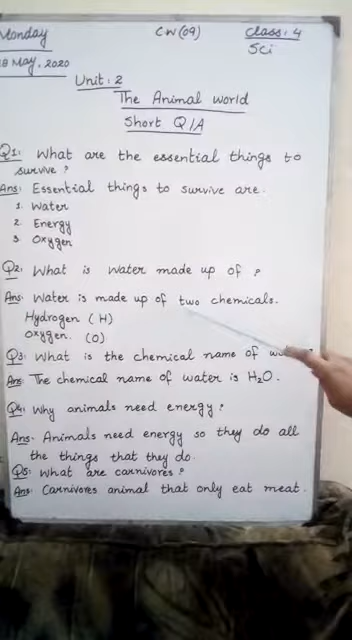 Monday CW(09) Class: 4
18 May, 2020 Sci
Unit: 2
The Animal world
Short Q/A
Q1: What are the essential things to
survive?
Ans: Essential things to survive are.
1. Water
2. Energy
3. Oxygen
Q2: What is water made up of ?
Ans: Water is made up of two chemicals.
Hydrogen (H)
Oxygen. (O)
Q3: What is the chemical name of
Ans: The chemical name of water is H₂O.
Q4: Why animals need energy?
Ans: Animals need energy so they do all
the things that they do.
Q5: What are carnivores?
Ans: Carnivores animal that only eat meat.